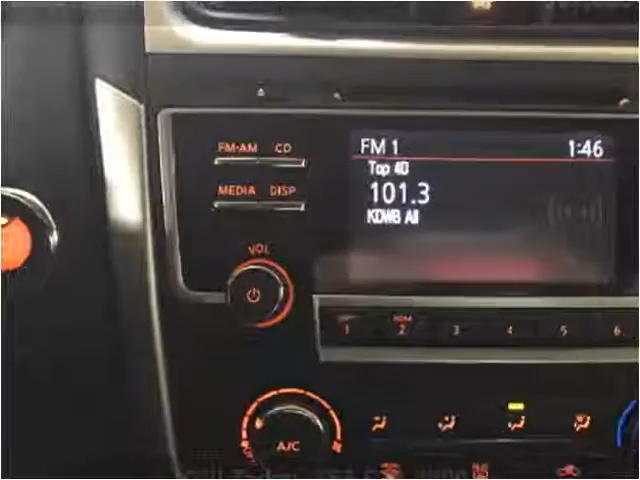 FM·AM CD
FM 1 1:46
Top 40
MEDIA DISP
101.3
KDWB All
VOL
1 2 3 4 5 6
A/C